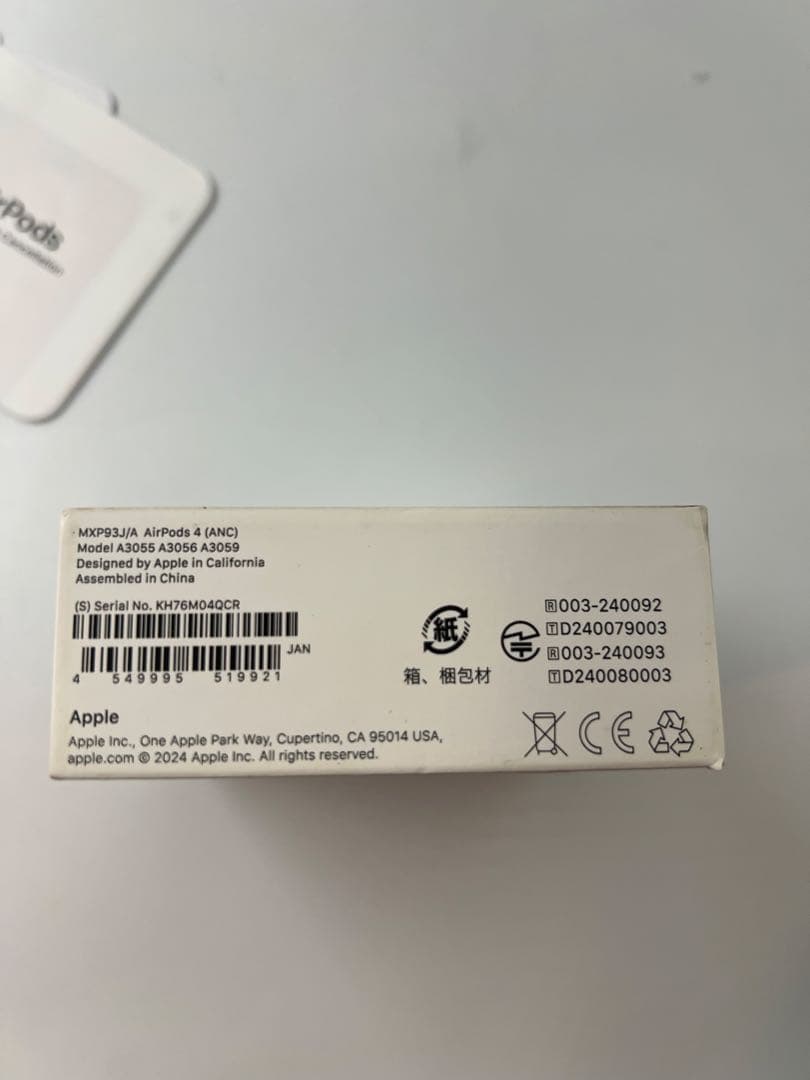 Pods
Cancellation
MXP93J/A AirPods 4 (ANC)
Model A3055 A3056 A3059
Designed by Apple in California
Assembled in China
(S) Serial No. KH76M04QCR
JAN
4 549995 519921
紙
箱、梱包材
R003-240092
TD240079003
R003-240093
TD240080003
Apple
Apple Inc., One Apple Park Way, Cupertino, CA 95014 USA,
apple.com © 2024 Apple Inc. All rights reserved.
CE